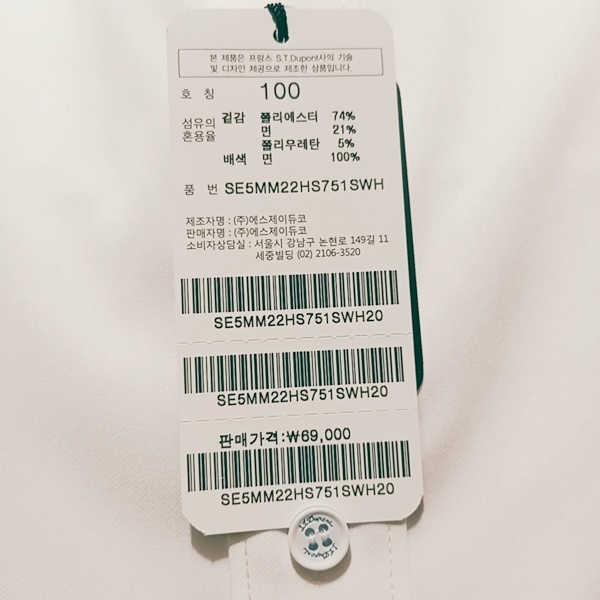 본 제품은 프랑스 S.T.Dupont사의 기술
및 디자인 제공으로 제조한 상품입니다.
호 칭 100
섬유의 혼용율 겉감 폴리에스터 74%
면 21%
폴리우레탄 5%
배색 면 100%
품 번 SE5MM22HS751SWH
제조자명 : (주)에스제이듀코
판매자명 : (주)에스제이듀코
소비자상담실 : 서울시 강남구 논현로 149길 11
세중빌딩 (02) 2106-3520
SE5MM22HS751SWH20
SE5MM22HS751SWH20
판매가격:₩69,000
SE5MM22HS751SWH20
S.T.Dupont
S.T.Dupont